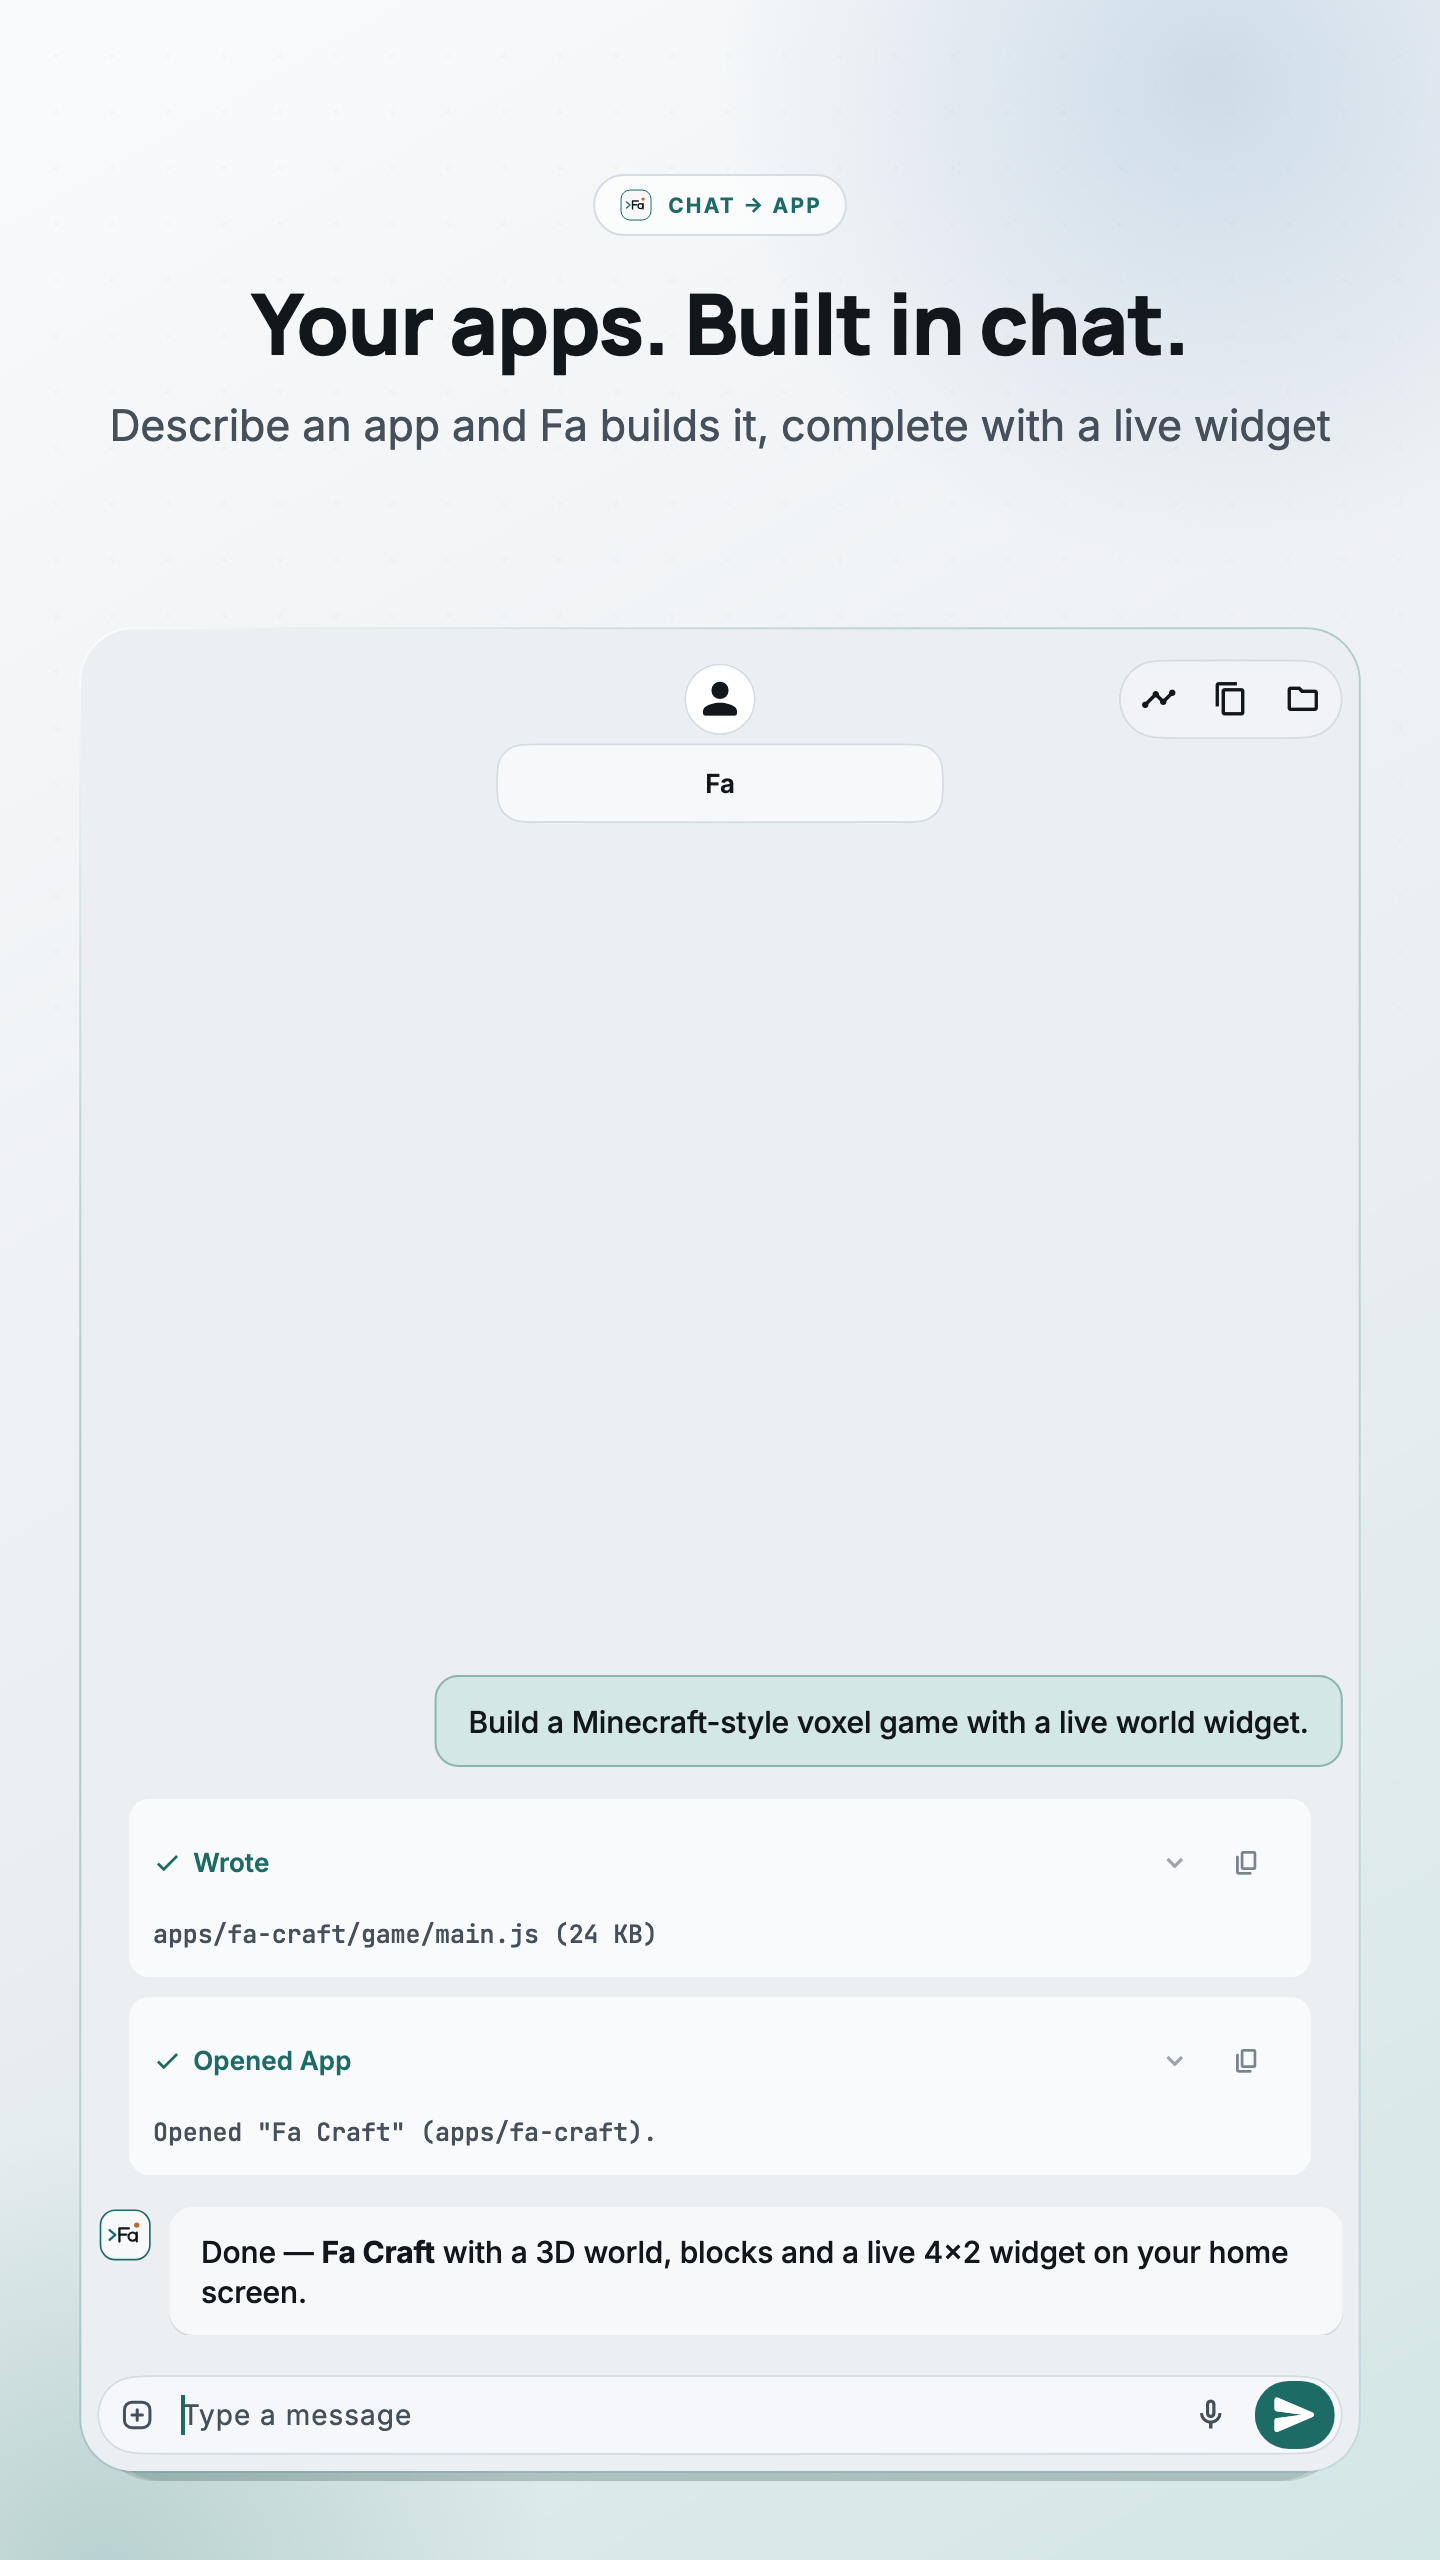 >Fa CHAT → APP
Your apps. Built in chat.
Describe an app and Fa builds it, complete with a live widget
Fa
Build a Minecraft-style voxel game with a live world widget.
Wrote
apps/fa-craft/game/main.js (24 KB)
Opened App
Opened "Fa Craft" (apps/fa-craft).
>Fa
Done — Fa Craft with a 3D world, blocks and a live 4×2 widget on your home
screen.
Type a message